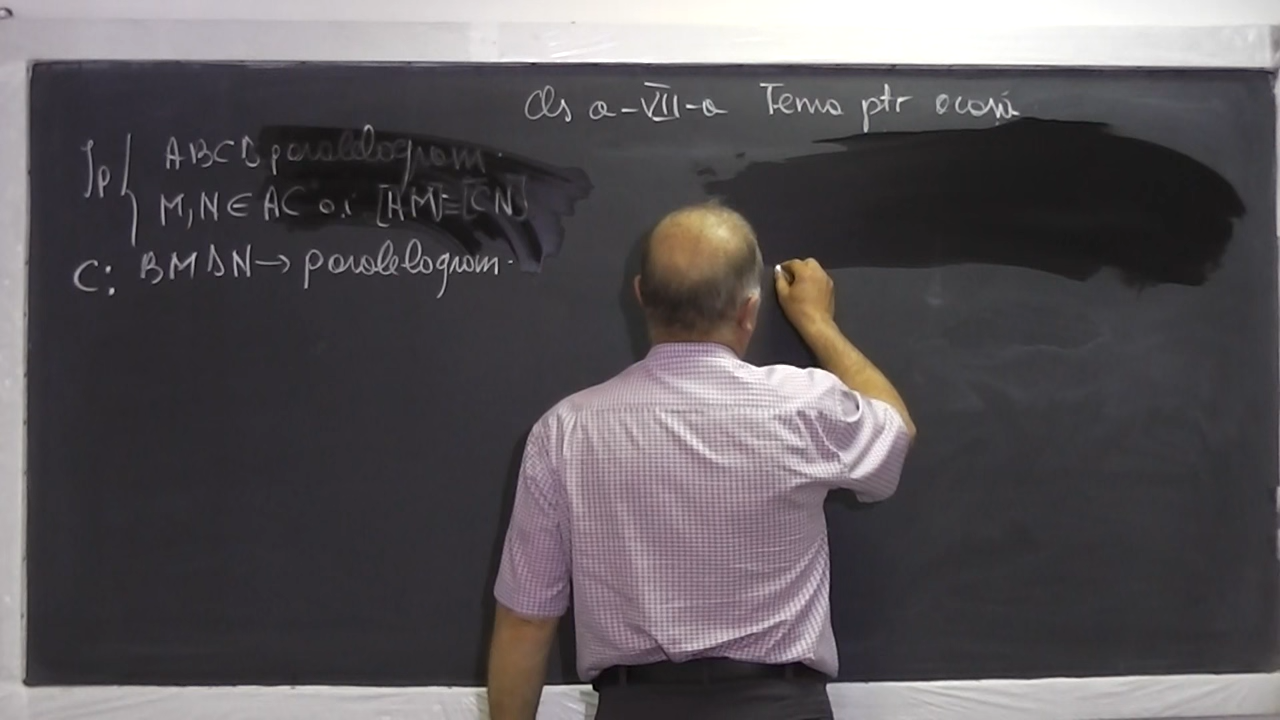 Cls a-VII-a Tema ptr acasă
Ip { ABCD paralelogram.
M,N ∈ AC a.î [AM]≡[CN]
C: BMDN → paralelogram.